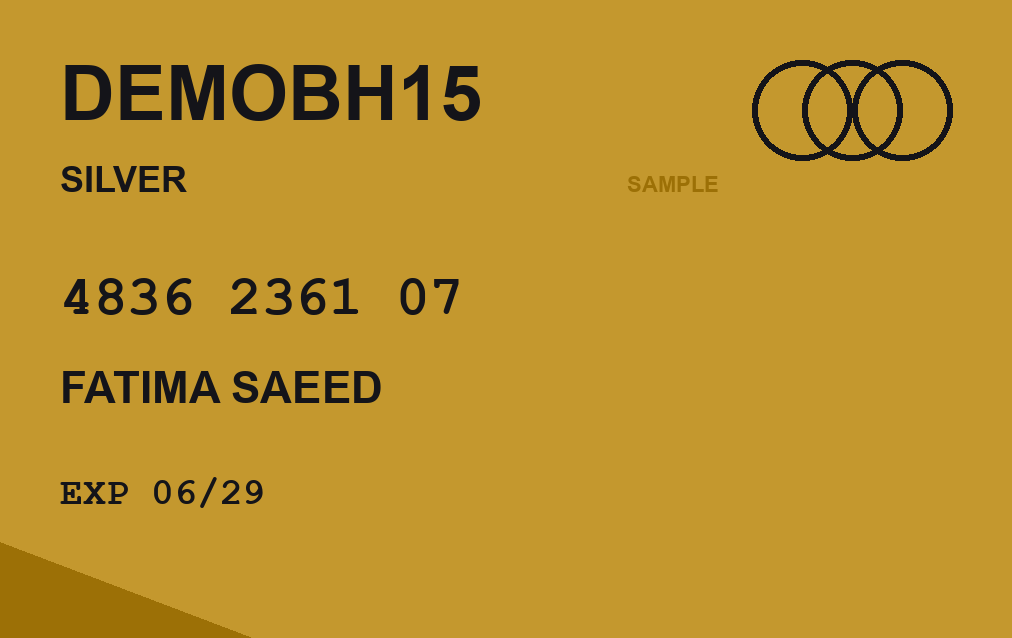 DEMOBH15
SILVER
SAMPLE
4836 2361 07
FATIMA SAEED
EXP 06/29